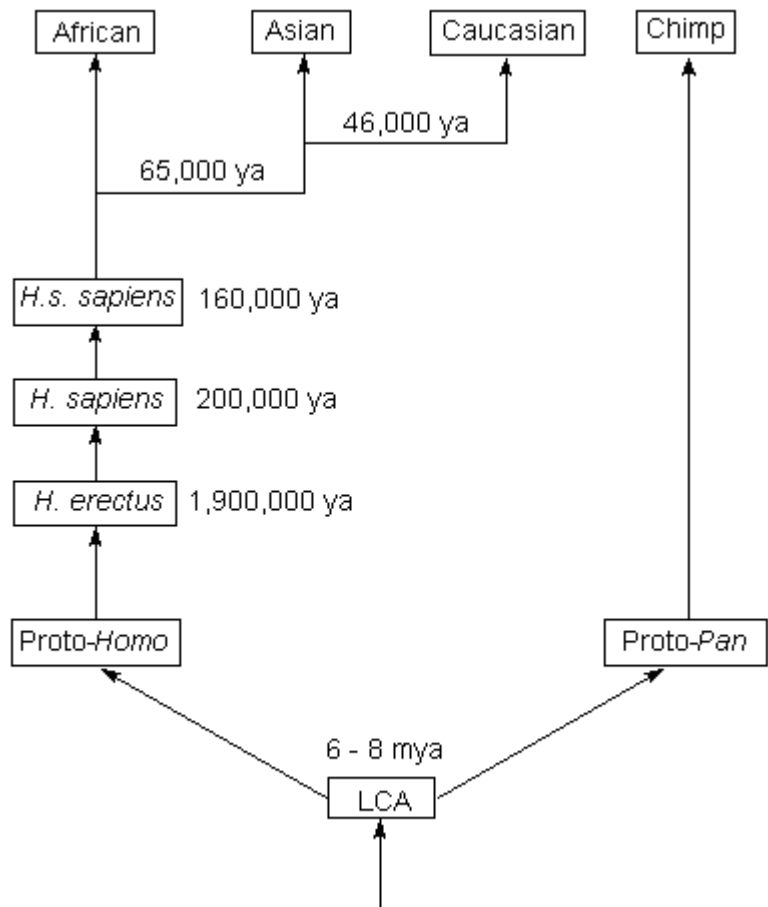 African
Asian
Caucasian
Chimp
46,000 ya
65,000 ya
H.s. sapiens
160,000 ya
H. sapiens
200,000 ya
H. erectus
1,900,000 ya
Proto-Homo
Proto-Pan
6 - 8 mya
LCA